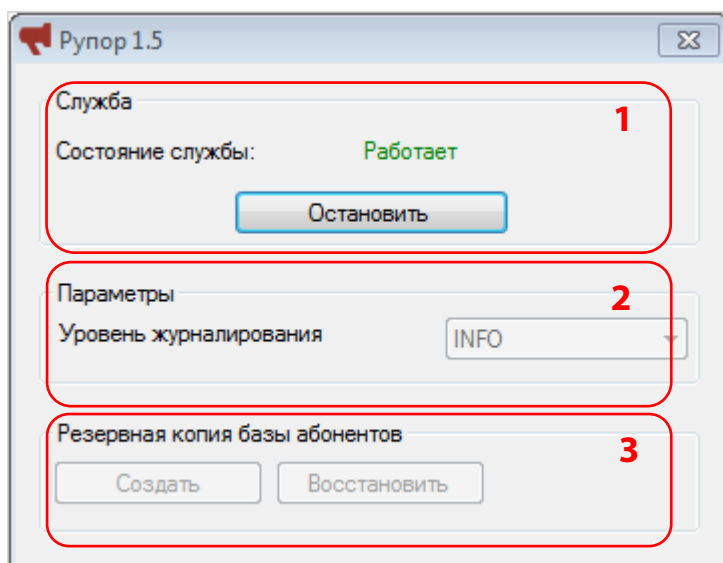 Рупор 1.5
Служба
1
Состояние службы: Работает
Остановить
Параметры
2
Уровень журналирования INFO
Резервная копия базы абонентов
3
Создать Восстановить